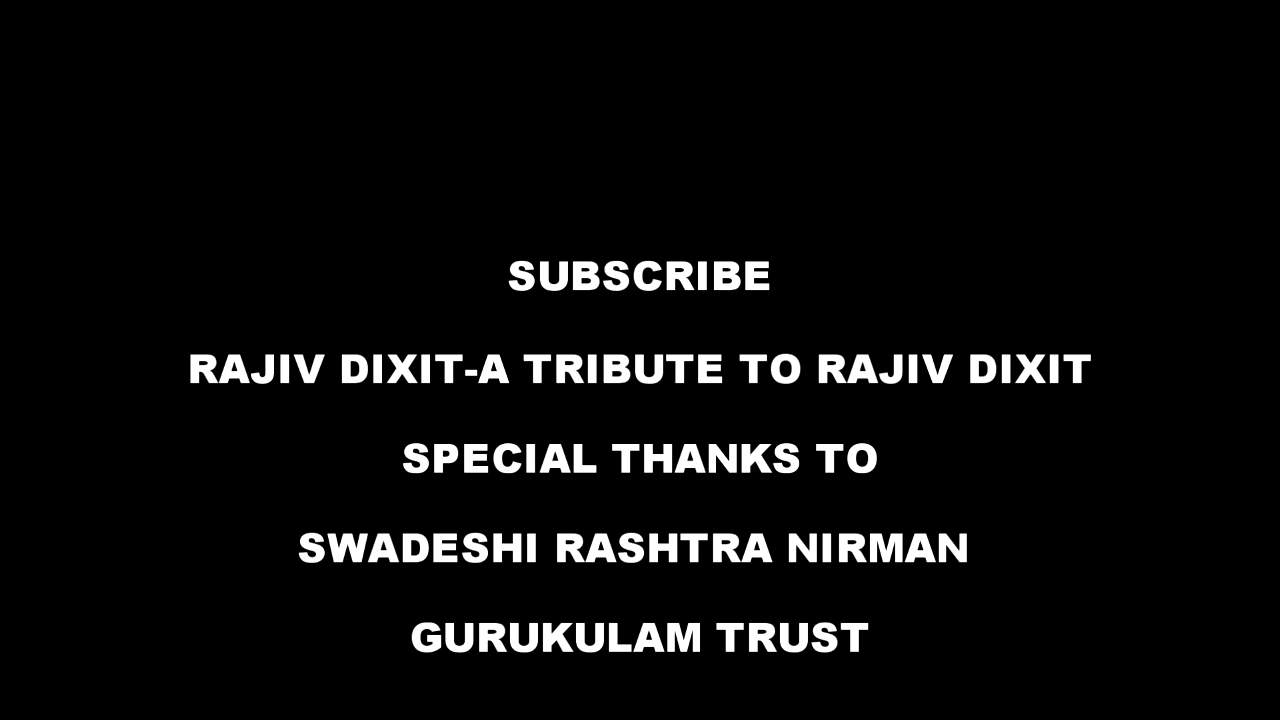 SUBSCRIBE
RAJIV DIXIT-A TRIBUTE TO RAJIV DIXIT
SPECIAL THANKS TO
SWADESHI RASHTRA NIRMAN
GURUKULAM TRUST